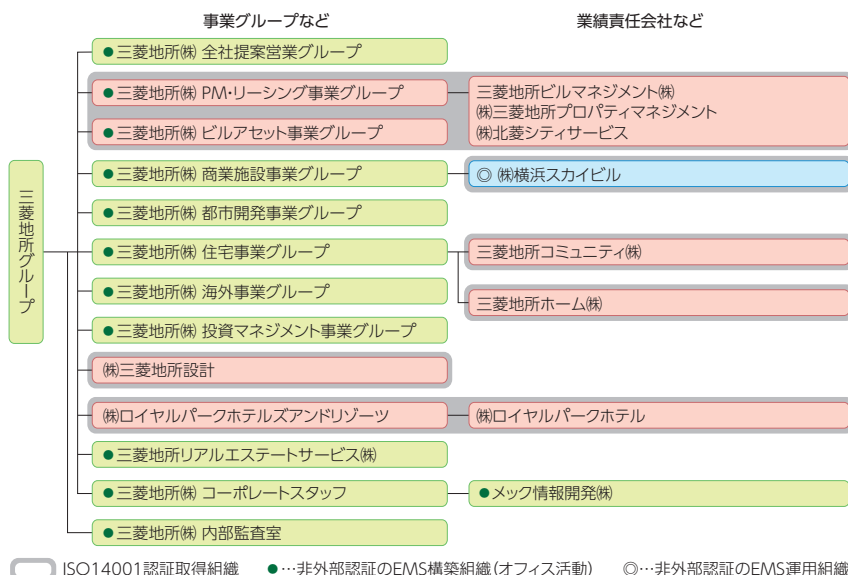 事業グループなど
業績責任会社など
三菱地所グループ
●三菱地所㈱ 全社提案営業グループ
●三菱地所㈱ PM・リーシング事業グループ
●三菱地所㈱ ビルアセット事業グループ
三菱地所ビルマネジメント㈱
㈱三菱地所プロパティマネジメント
㈱北菱シティサービス
●三菱地所㈱ 商業施設事業グループ
◎ ㈱横浜スカイビル
●三菱地所㈱ 都市開発事業グループ
●三菱地所㈱ 住宅事業グループ
三菱地所コミュニティ㈱
●三菱地所㈱ 海外事業グループ
三菱地所ホーム㈱
●三菱地所㈱ 投資マネジメント事業グループ
㈱三菱地所設計
㈱ロイヤルパークホテルズアンドリゾーツ
㈱ロイヤルパークホテル
●三菱地所リアルエステートサービス㈱
●三菱地所㈱ コーポレートスタッフ
●メック情報開発㈱
●三菱地所㈱ 内部監査室
ISO14001認証取得組織 ●…非外部認証のEMS構築組織(オフィス活動) ◎…非外部認証のEMS運用組織